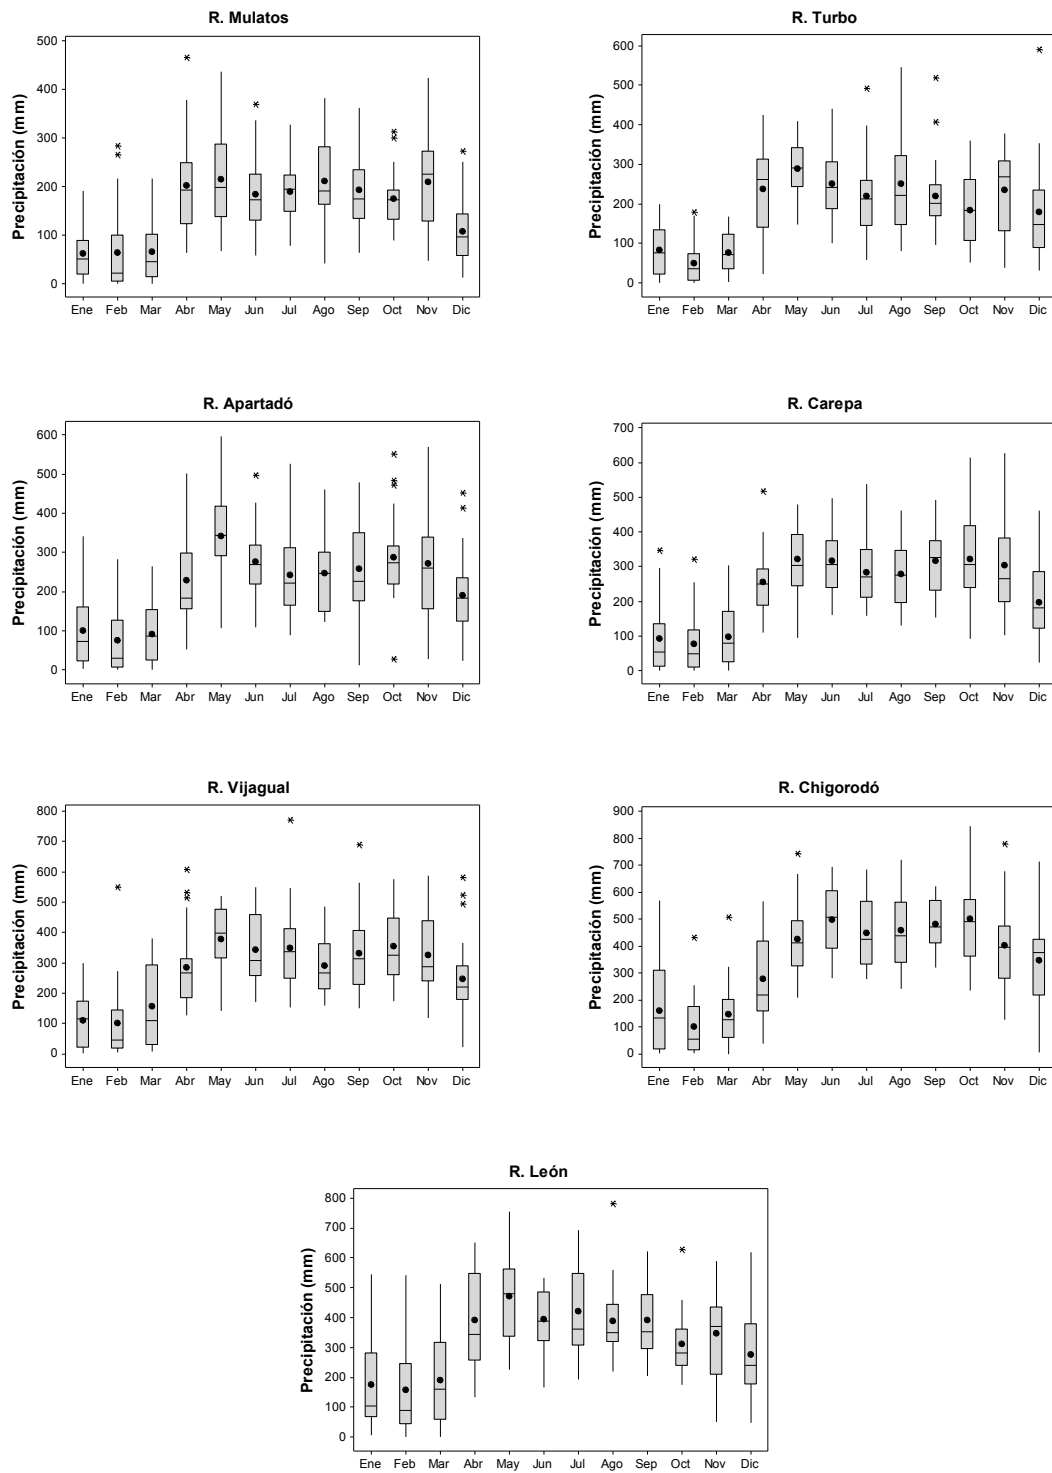 R. Mulatos
Precipitación (mm)
500
400
300
200
100
0
Ene Feb Mar Abr May Jun Jul Ago Sep Oct Nov Dic
R. Turbo
Precipitación (mm)
600
500
400
300
200
100
0
Ene Feb Mar Abr May Jun Jul Ago Sep Oct Nov Dic
R. Apartadó
Precipitación (mm)
600
500
400
300
200
100
0
Ene Feb Mar Abr May Jun Jul Ago Sep Oct Nov Dic
R. Carepa
Precipitación (mm)
700
600
500
400
300
200
100
0
Ene Feb Mar Abr May Jun Jul Ago Sep Oct Nov Dic
R. Vijagual
Precipitación (mm)
800
700
600
500
400
300
200
100
0
Ene Feb Mar Abr May Jun Jul Ago Sep Oct Nov Dic
R. Chigorodó
Precipitación (mm)
900
800
700
600
500
400
300
200
100
0
Ene Feb Mar Abr May Jun Jul Ago Sep Oct Nov Dic
R. León
Precipitación (mm)
800
700
600
500
400
300
200
100
0
Ene Feb Mar Abr May Jun Jul Ago Sep Oct Nov Dic